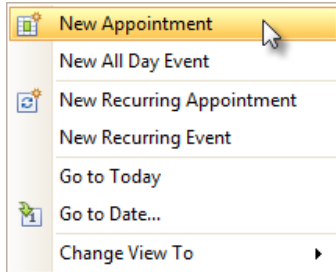 New Appointment
New All Day Event
New Recurring Appointment
New Recurring Event
Go to Today
Go to Date...
Change View To